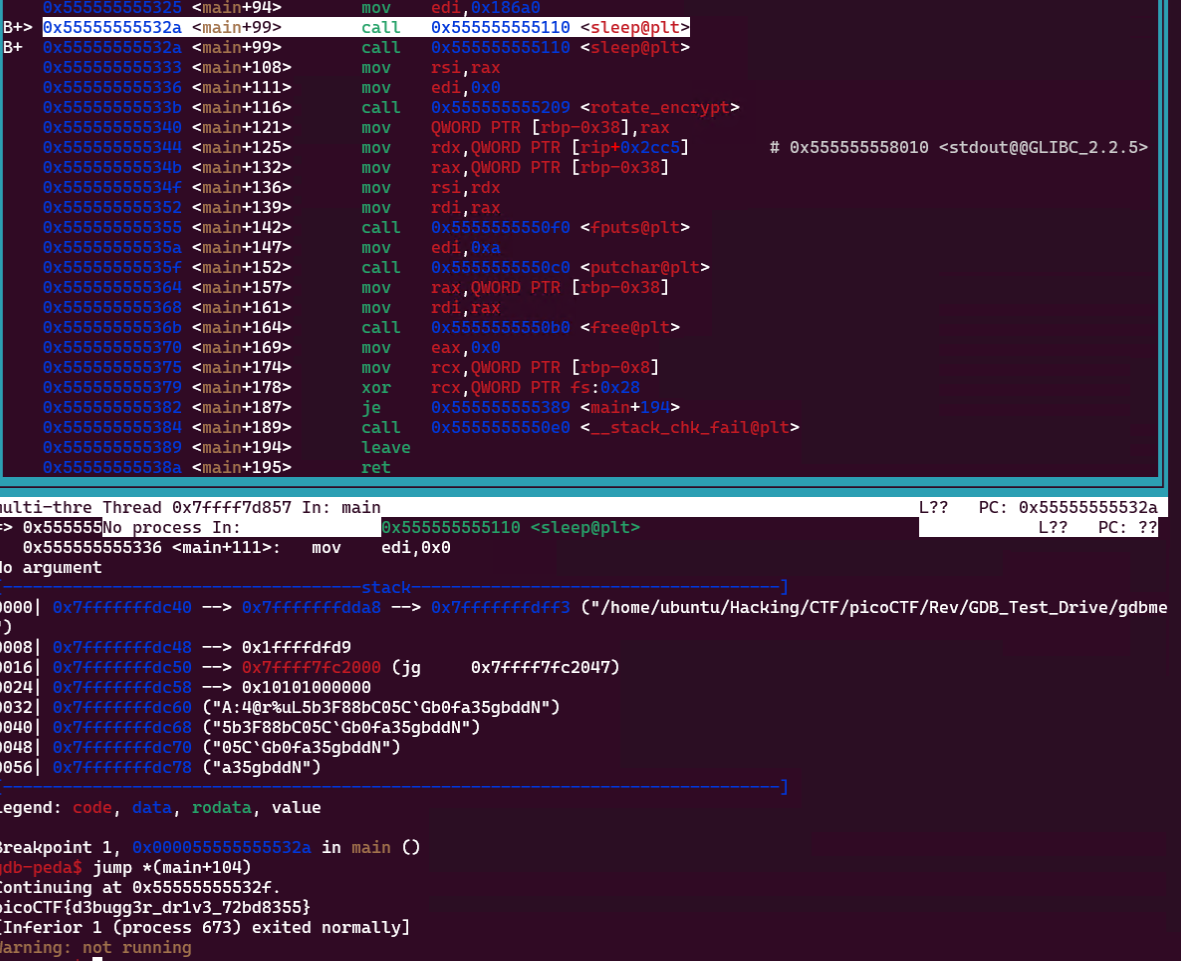 0x555555555325 <main+94> mov edi,0x186a0
B+> 0x55555555532a <main+99> call 0x555555555110 <sleep@plt>
B+ 0x55555555532a <main+99> call 0x555555555110 <sleep@plt>
0x555555555333 <main+108> mov rsi,rax
0x555555555336 <main+111> mov edi,0x0
0x55555555533b <main+116> call 0x555555555209 <rotate_encrypt>
0x555555555340 <main+121> mov QWORD PTR [rbp-0x38],rax
0x555555555344 <main+125> mov rdx,QWORD PTR [rip+0x2cc5] # 0x555555558010 <stdout@@GLIBC_2.2.5>
0x55555555534b <main+132> mov rax,QWORD PTR [rbp-0x38]
0x55555555534f <main+136> mov rsi,rdx
0x555555555352 <main+139> mov rdi,rax
0x555555555355 <main+142> call 0x5555555550f0 <fputs@plt>
0x55555555535a <main+147> mov edi,0xa
0x55555555535f <main+152> call 0x5555555550c0 <putchar@plt>
0x555555555364 <main+157> mov rax,QWORD PTR [rbp-0x38]
0x555555555368 <main+161> mov rdi,rax
0x55555555536b <main+164> call 0x5555555550b0 <free@plt>
0x555555555370 <main+169> mov eax,0x0
0x555555555375 <main+174> mov rcx,QWORD PTR [rbp-0x8]
0x555555555379 <main+178> xor rcx,QWORD PTR fs:0x28
0x555555555382 <main+187> je 0x555555555389 <main+194>
0x555555555384 <main+189> call 0x5555555550e0 <__stack_chk_fail@plt>
0x555555555389 <main+194> leave
0x55555555538a <main+195> ret
ulti-thre Thread 0x7ffff7d857 In: main L?? PC: 0x55555555532a
=> 0x555555No process In: 0x555555555110 <sleep@plt> L?? PC: ??
0x555555555336 <main+111>: mov edi,0x0
No argument
[------------------------------------stack-------------------------------------]
0000| 0x7fffffffdc40 --> 0x7fffffffdda8 --> 0x7fffffffdff3 ("/home/ubuntu/Hacking/CTF/picoCTF/Rev/GDB_Test_Drive/gdbme
")
0008| 0x7fffffffdc48 --> 0x1ffffdfd9
0016| 0x7fffffffdc50 --> 0x7ffff7fc2000 (jg 0x7ffff7fc2047)
0024| 0x7fffffffdc58 --> 0x10101000000
0032| 0x7fffffffdc60 ("A:4@r%uL5b3F88bC05C`Gb0fa35gbddN")
0040| 0x7fffffffdc68 ("5b3F88bC05C`Gb0fa35gbddN")
0048| 0x7fffffffdc70 ("05C`Gb0fa35gbddN")
0056| 0x7fffffffdc78 ("a35gbddN")
[------------------------------------------------------------------------------]
Legend: code, data, rodata, value
Breakpoint 1, 0x000055555555532a in main ()
gdb-peda$ jump *(main+104)
Continuing at 0x55555555532f.
picoCTF{d3bugg3r_dr1v3_72bd8355}
[Inferior 1 (process 673) exited normally]
Warning: not running